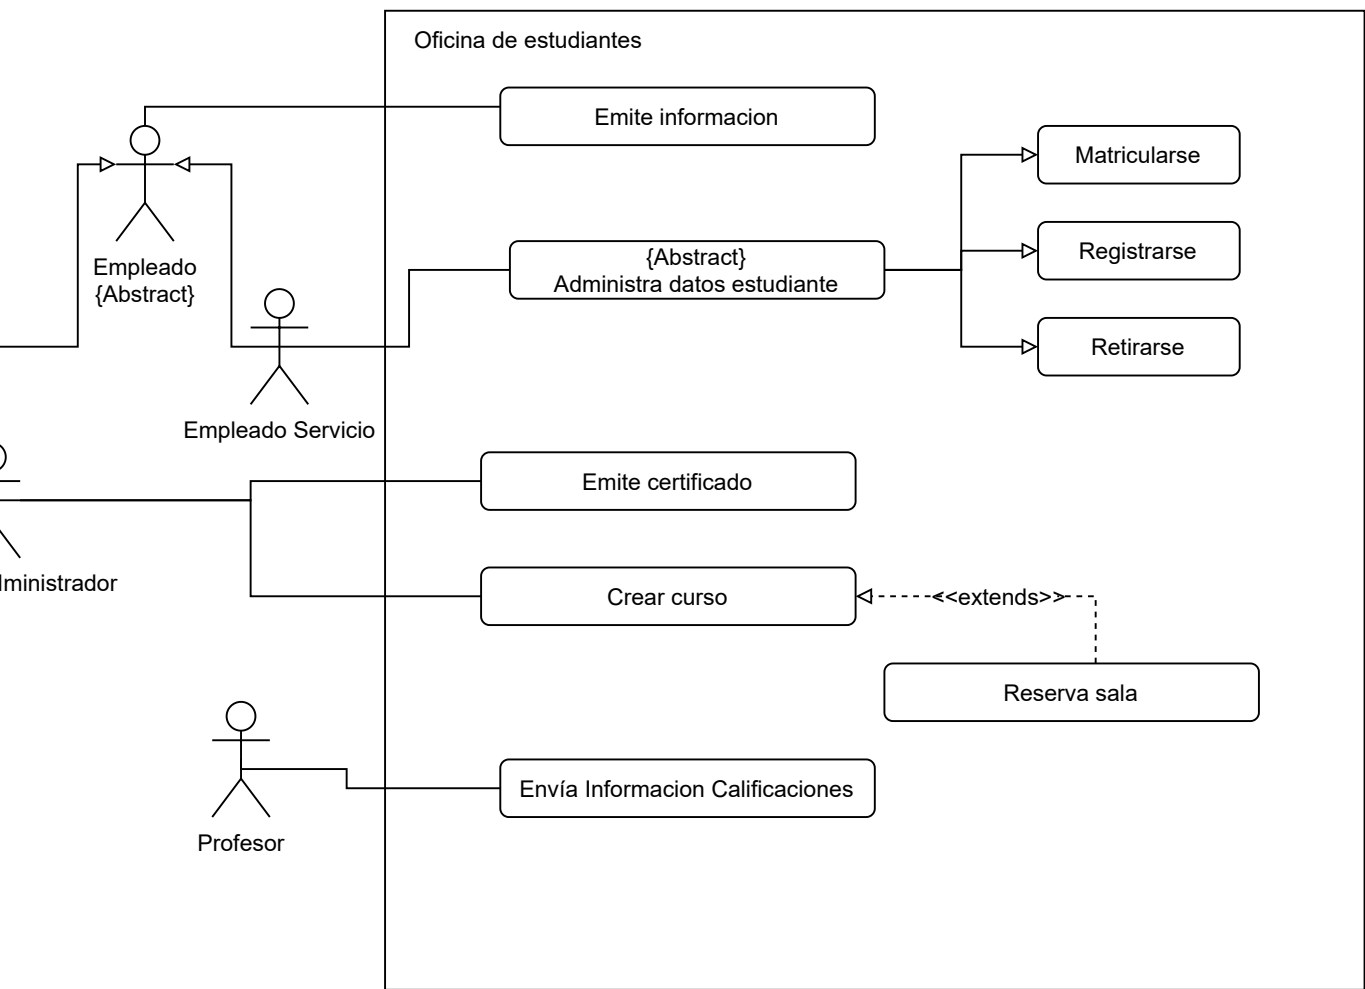 Oficina de estudiantes
Emite informacion
Matricularse
Empleado
{Abstract}
{Abstract}
Administra datos estudiante
Registrarse
Retirarse
Empleado Servicio
Emite certificado
ministrador
Crear curso
<<extends>>
Reserva sala
Envía Informacion Calificaciones
Profesor